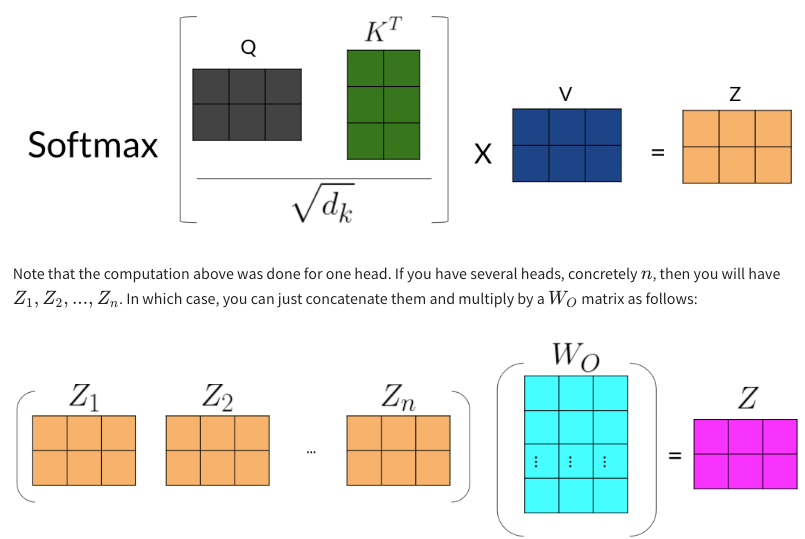 Q
K^T
V
Z
Softmax
X
=
√d_k
Note that the computation above was done for one head. If you have several heads, concretely n, then you will have
Z_1, Z_2, ..., Z_n. In which case, you can just concatenate them and multiply by a W_O matrix as follows:
W_O
Z_1
Z_2
Z_n
Z
...
⋮ ⋮ ⋮
=